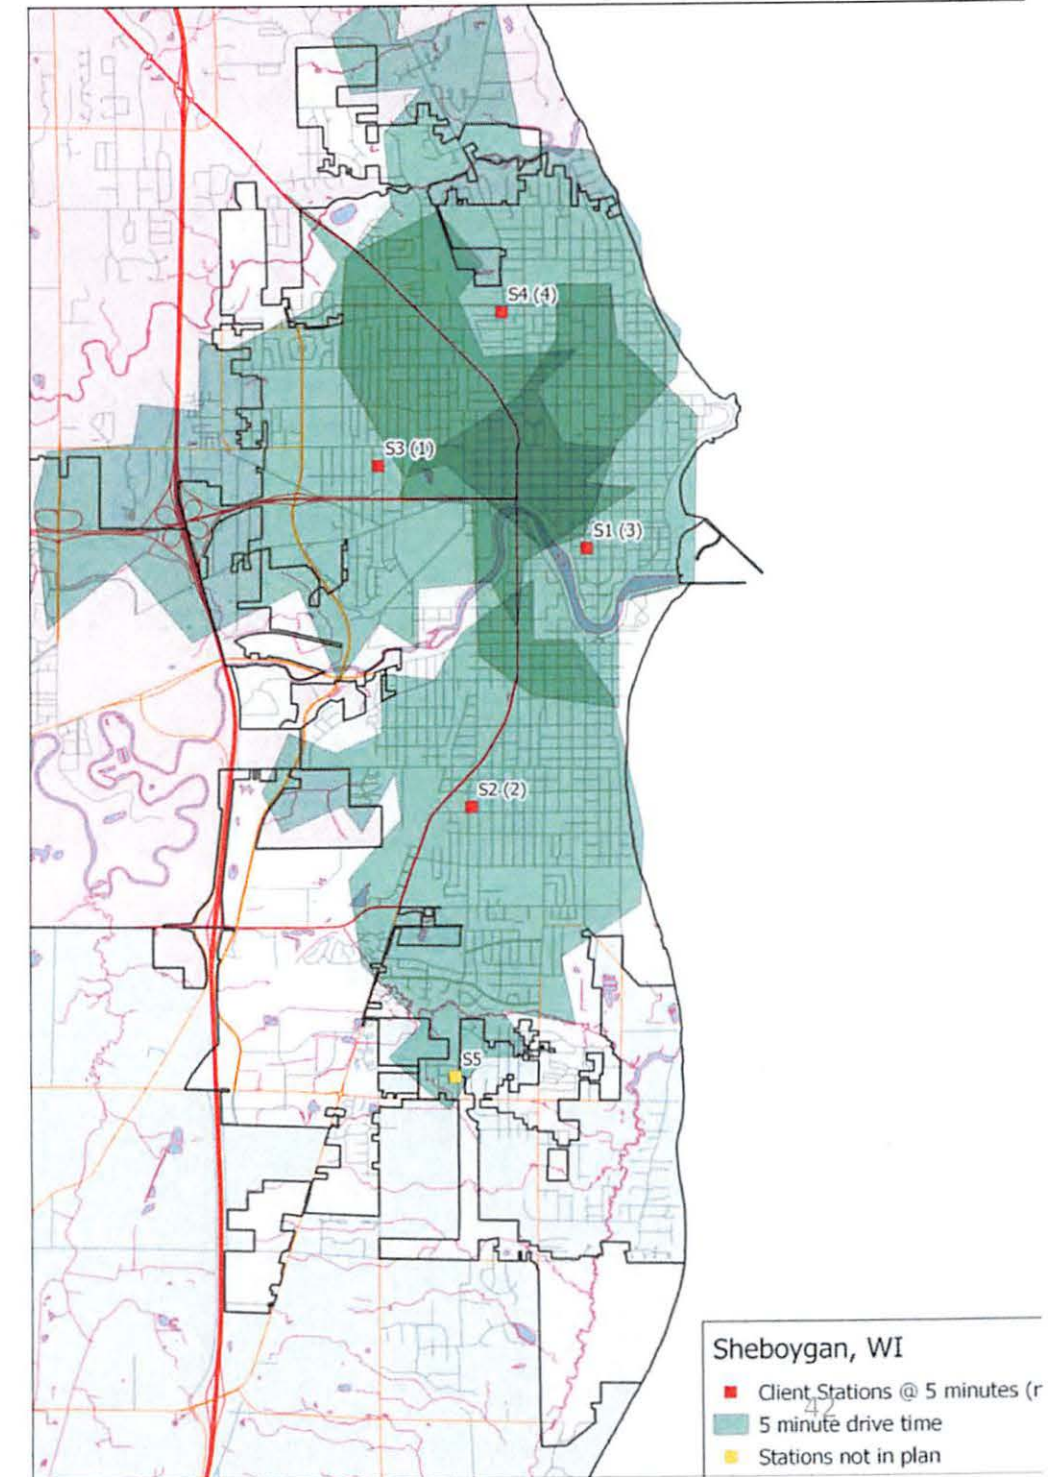 S4 (4)
S3 (1)
S1 (3)
S2 (2)
S5
Sheboygan, WI
Client Stations @ 5 minutes (r
42
5 minute drive time
Stations not in plan